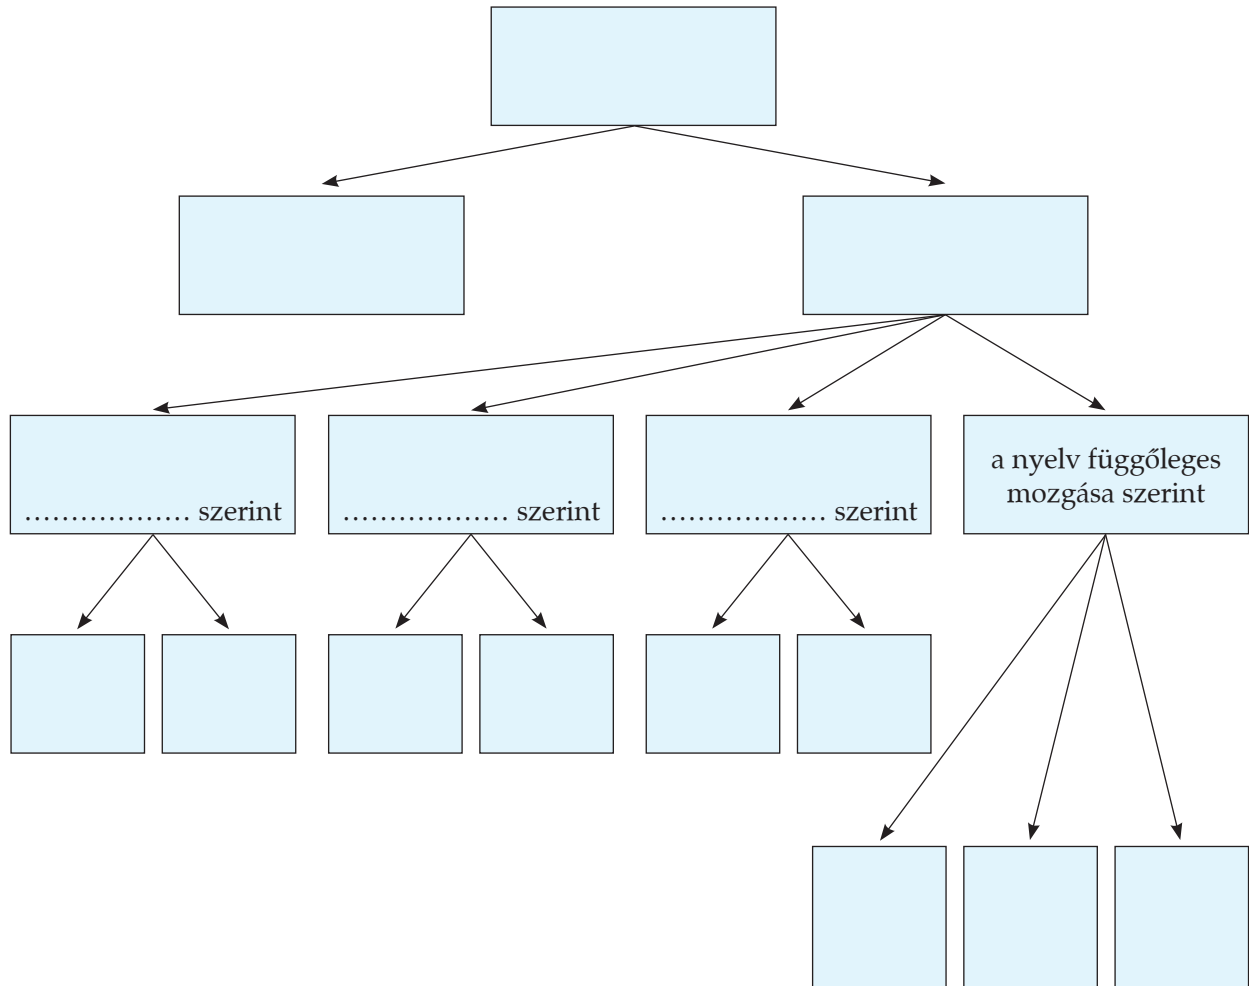 ……………… szerint
……………… szerint
……………… szerint
a nyelv függőleges
mozgása szerint